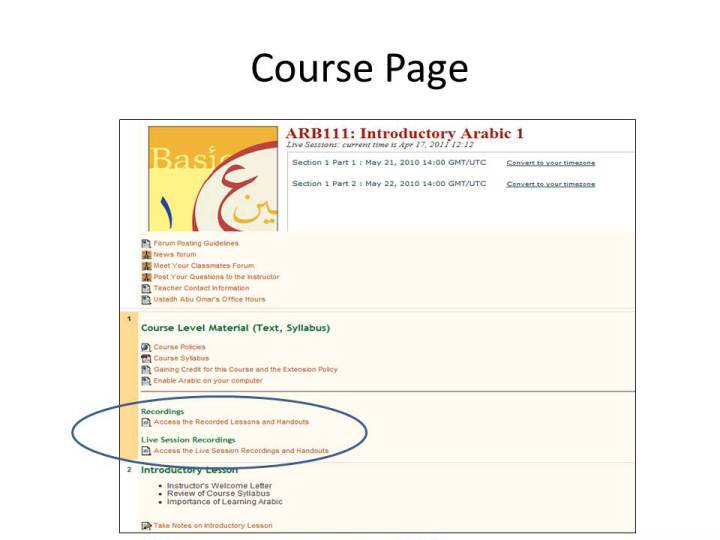 Course Page
ARB111: Introductory Arabic 1
Live Sessions: current time is Apr 17, 2011 12:12
Section 1 Part 1 : May 21, 2010 14:00 GMT/UTC Convert to your timezone
Section 1 Part 2 : May 22, 2010 14:00 GMT/UTC Convert to your timezone
Basic
١
ع
Forum Posting Guidelines
News forum
Meet Your Classmates Forum
Post Your Questions to the Instructor
Teacher Contact Information
Ustadh Abu Omar's Office Hours
1
Course Level Material (Text, Syllabus)
Course Policies
Course Syllabus
Gaining Credit for this Course and the Extension Policy
Enable Arabic on your computer
Recordings
Access the Recorded Lessons and Handouts
Live Session Recordings
Access the Live Session Recordings and Handouts
2 Introductory Lesson
• Instructor's Welcome Letter
• Review of Course Syllabus
• Importance of Learning Arabic
Take Notes on Introductory Lesson